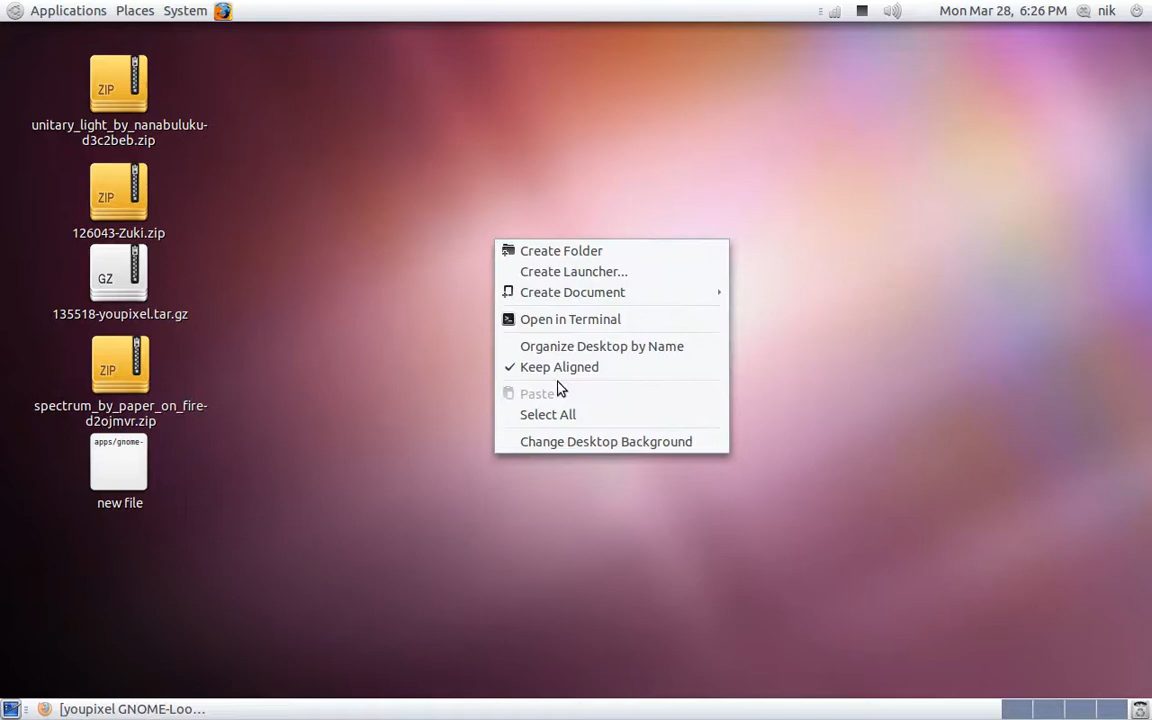 Applications Places System
Mon Mar 28, 6:26 PM nik
ZIP
unitary_light_by_nanabuluku-
d3c2beb.zip
ZIP
126043-Zuki.zip
GZ
135518-youpixel.tar.gz
ZIP
spectrum_by_paper_on_fire-
d2ojmvr.zip
apps/gnome-
new file
Create Folder
Create Launcher...
Create Document
Open in Terminal
Organize Desktop by Name
Keep Aligned
Paste
Select All
Change Desktop Background
[youpixel GNOME-Loo...